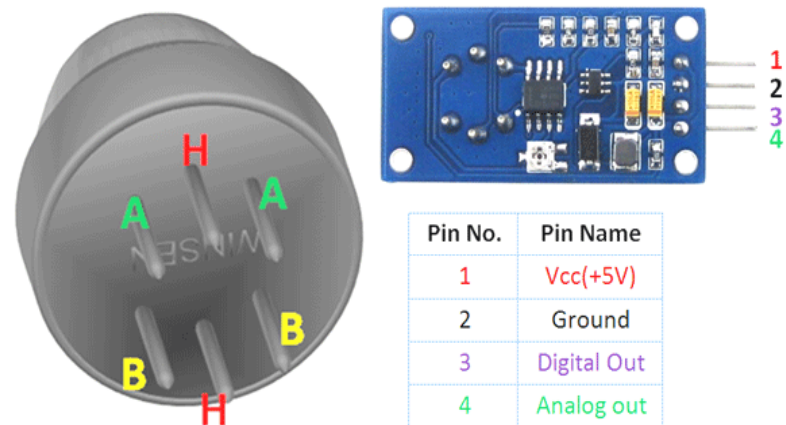 H
A
A
WINSEN
B
B
H
1
2
3
4
Pin No. Pin Name
1 Vcc(+5V)
2 Ground
3 Digital Out
4 Analog out